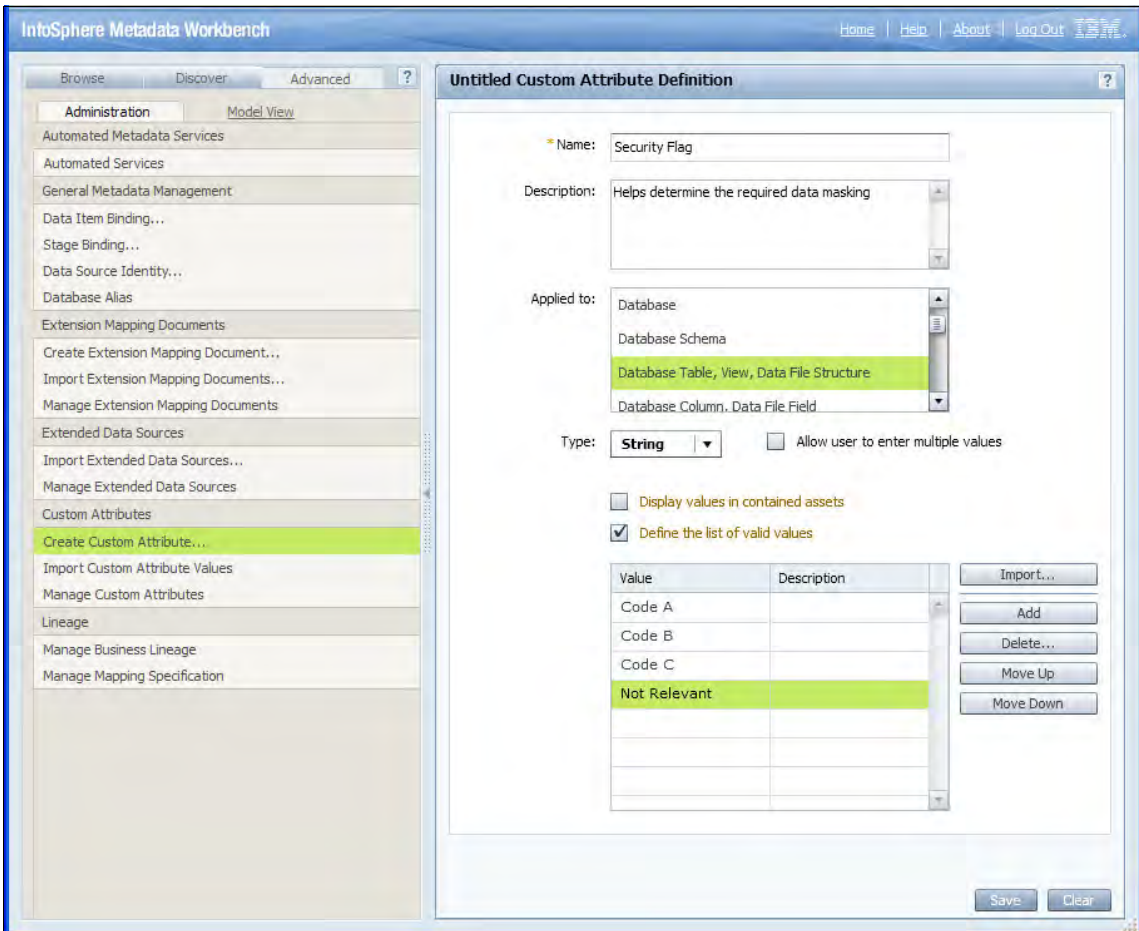 InfoSphere Metadata Workbench
Home | Help | About | Log Out IBM.
Browse Discover Advanced ?
Administration Model View
Automated Metadata Services
Automated Services
General Metadata Management
Data Item Binding...
Stage Binding...
Data Source Identity...
Database Alias
Extension Mapping Documents
Create Extension Mapping Document...
Import Extension Mapping Documents...
Manage Extension Mapping Documents
Extended Data Sources
Import Extended Data Sources...
Manage Extended Data Sources
Custom Attributes
Create Custom Attribute...
Import Custom Attribute Values
Manage Custom Attributes
Lineage
Manage Business Lineage
Manage Mapping Specification
Untitled Custom Attribute Definition ?
* Name: Security Flag
Description: Helps determine the required data masking
Applied to: Database
Database Schema
Database Table, View, Data File Structure
Database Column, Data File Field
Type: String Allow user to enter multiple values
Display values in contained assets
Define the list of valid values
Value Description
Code A
Code B
Code C
Not Relevant
Import...
Add
Delete...
Move Up
Move Down
Save Clear